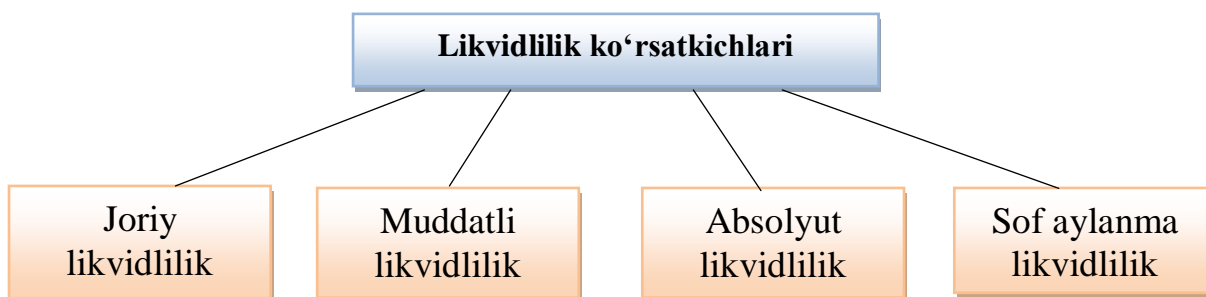 Likvidlilik ko‘rsatkichlari
Joriy
likvidlilik
Muddatli
likvidlilik
Absolyut
likvidlilik
Sof aylanma
likvidlilik